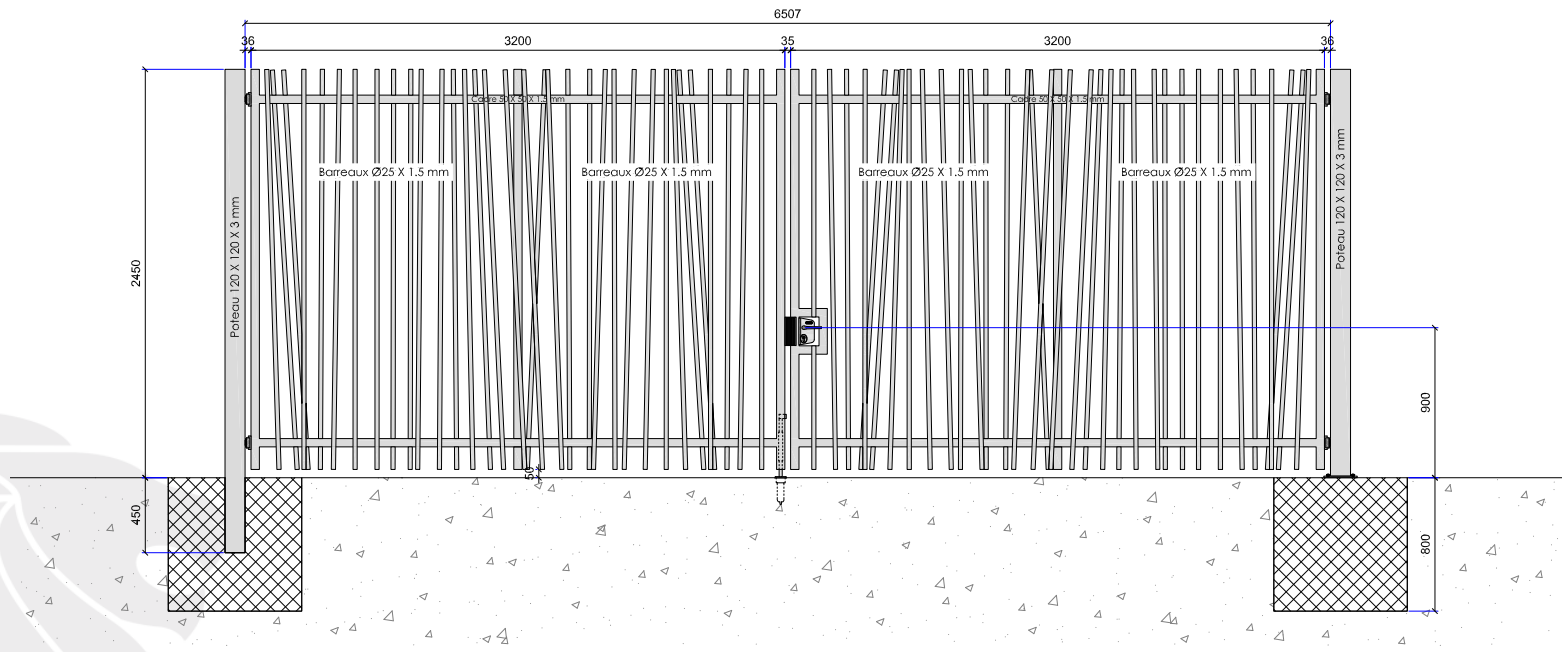 6507
36
3200
35
3200
36
Cadre 50 X 50 X 1.5 mm
Cadre 50 X 50 X 1.5 mm
Barreaux Ø25 X 1.5 mm
Barreaux Ø25 X 1.5 mm
Barreaux Ø25 X 1.5 mm
Barreaux Ø25 X 1.5 mm
Poteau 120 X 120 X 3 mm
Poteau 120 X 120 X 3 mm
2450
900
50
450
800